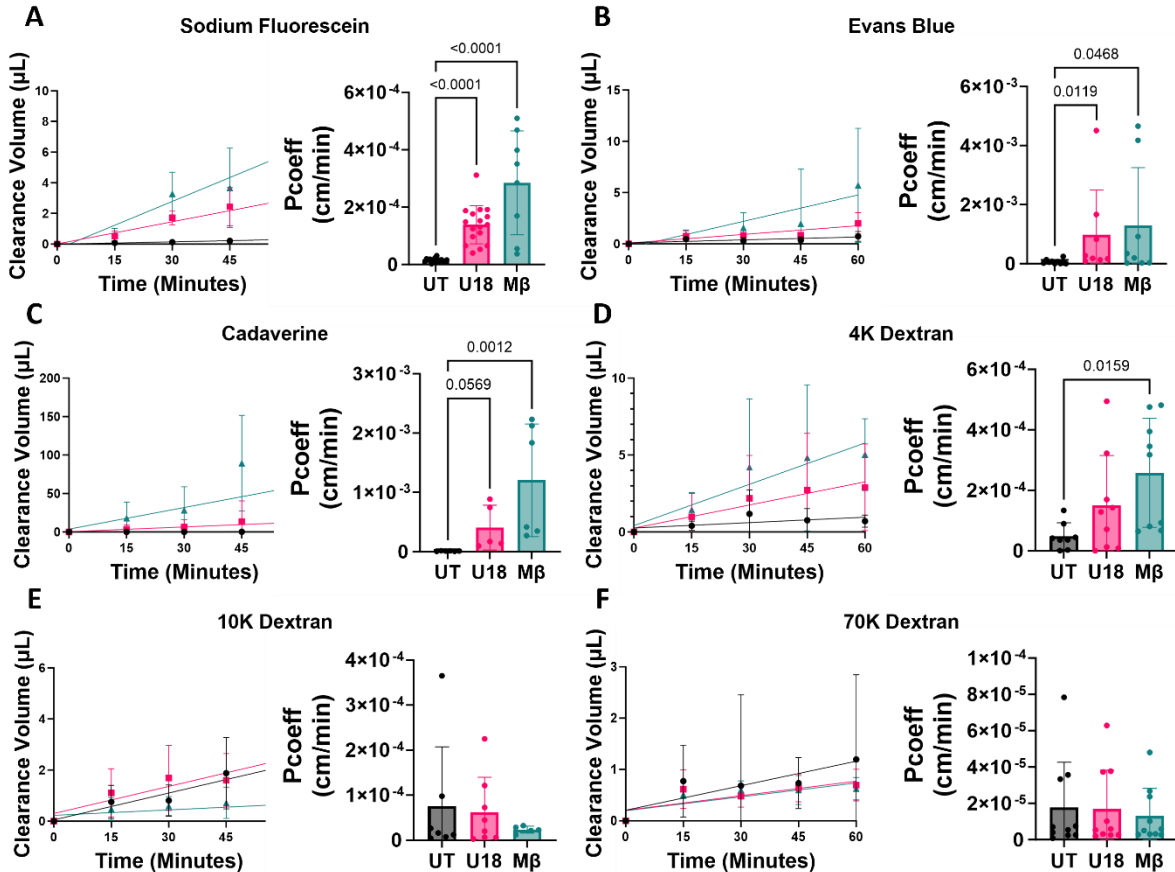 A
Sodium Fluorescein
Clearance Volume (µL)
10
8
6
4
2
0
0
15
30
45
Time (Minutes)
Pcoeff
(cm/min)
6×10-4
4×10-4
2×10-4
0
<0.0001
<0.0001
UT U18 Mβ
B
Evans Blue
Clearance Volume (µL)
15
10
5
0
0
15
30
45
60
Time (Minutes)
Pcoeff
(cm/min)
6×10-3
4×10-3
2×10-3
0
0.0468
0.0119
UT U18 Mβ
C
Cadaverine
Clearance Volume (µL)
200
150
100
50
0
0
15
30
45
Time (Minutes)
Pcoeff
(cm/min)
3×10-3
2×10-3
1×10-3
0
0.0012
0.0569
UT U18 Mβ
D
4K Dextran
Clearance Volume (µL)
10
5
0
0
15
30
45
60
Time (Minutes)
Pcoeff
(cm/min)
6×10-4
4×10-4
2×10-4
0
0.0159
UT U18 Mβ
E
10K Dextran
Clearance Volume (µL)
6
4
2
0
0
15
30
45
Time (Minutes)
Pcoeff
(cm/min)
4×10-4
3×10-4
2×10-4
1×10-4
0
UT U18 Mβ
F
70K Dextran
Clearance Volume (µL)
3
2
1
0
0
15
30
45
60
Time (Minutes)
Pcoeff
(cm/min)
1×10-4
8×10-5
6×10-5
4×10-5
2×10-5
0
UT U18 Mβ